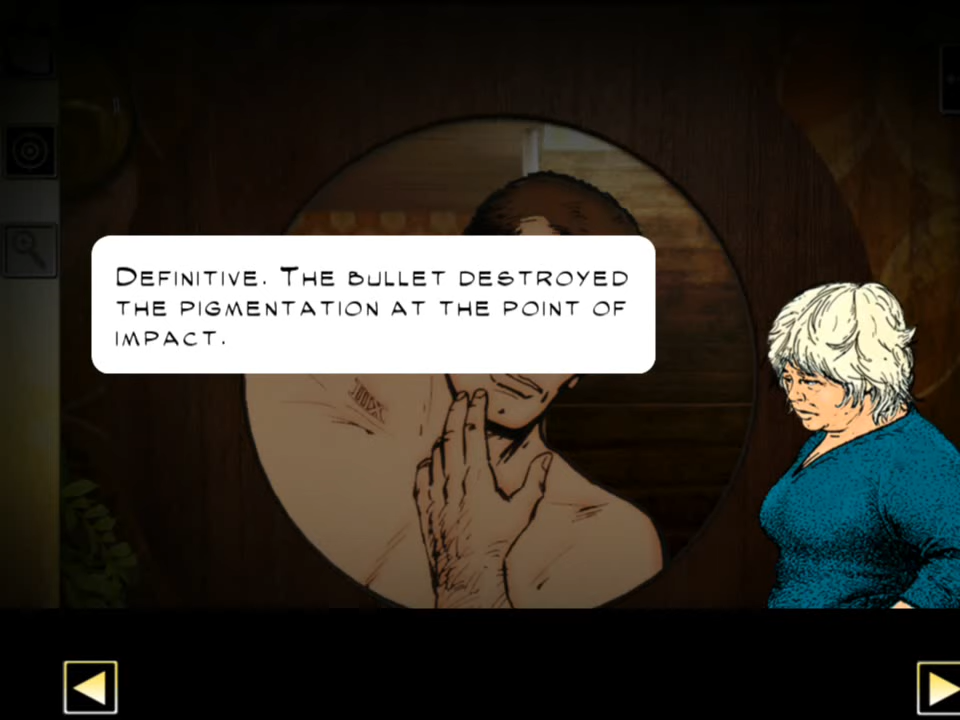 Definitive. The bullet destroyed
the pigmentation at the point of
impact.